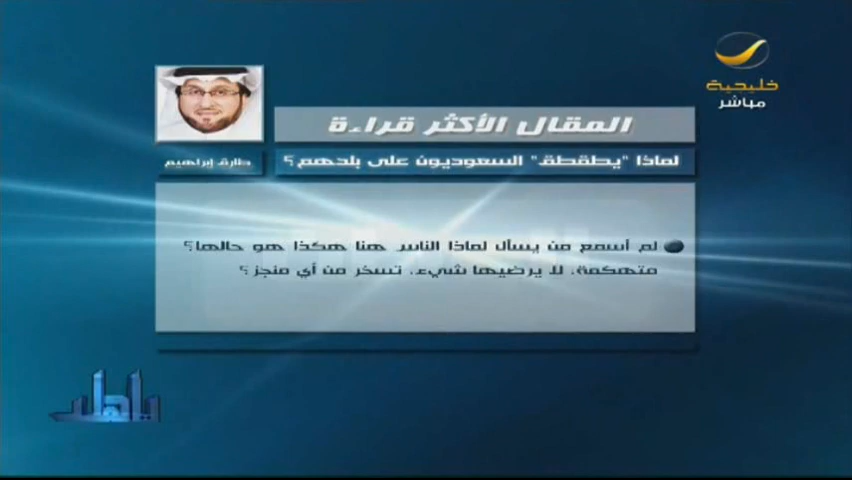 خليجية
مباشر
المقال الأكثر قراءة
لماذا "يطقطق" السعوديون على بلدهم؟
طارق إبراهيم
لم أسمع من يسأل لماذا الناس هنا هكذا هو حالها؟
متهكمة، لا يرضيها شيء، تسخر من أي منجز؟
ياهلا